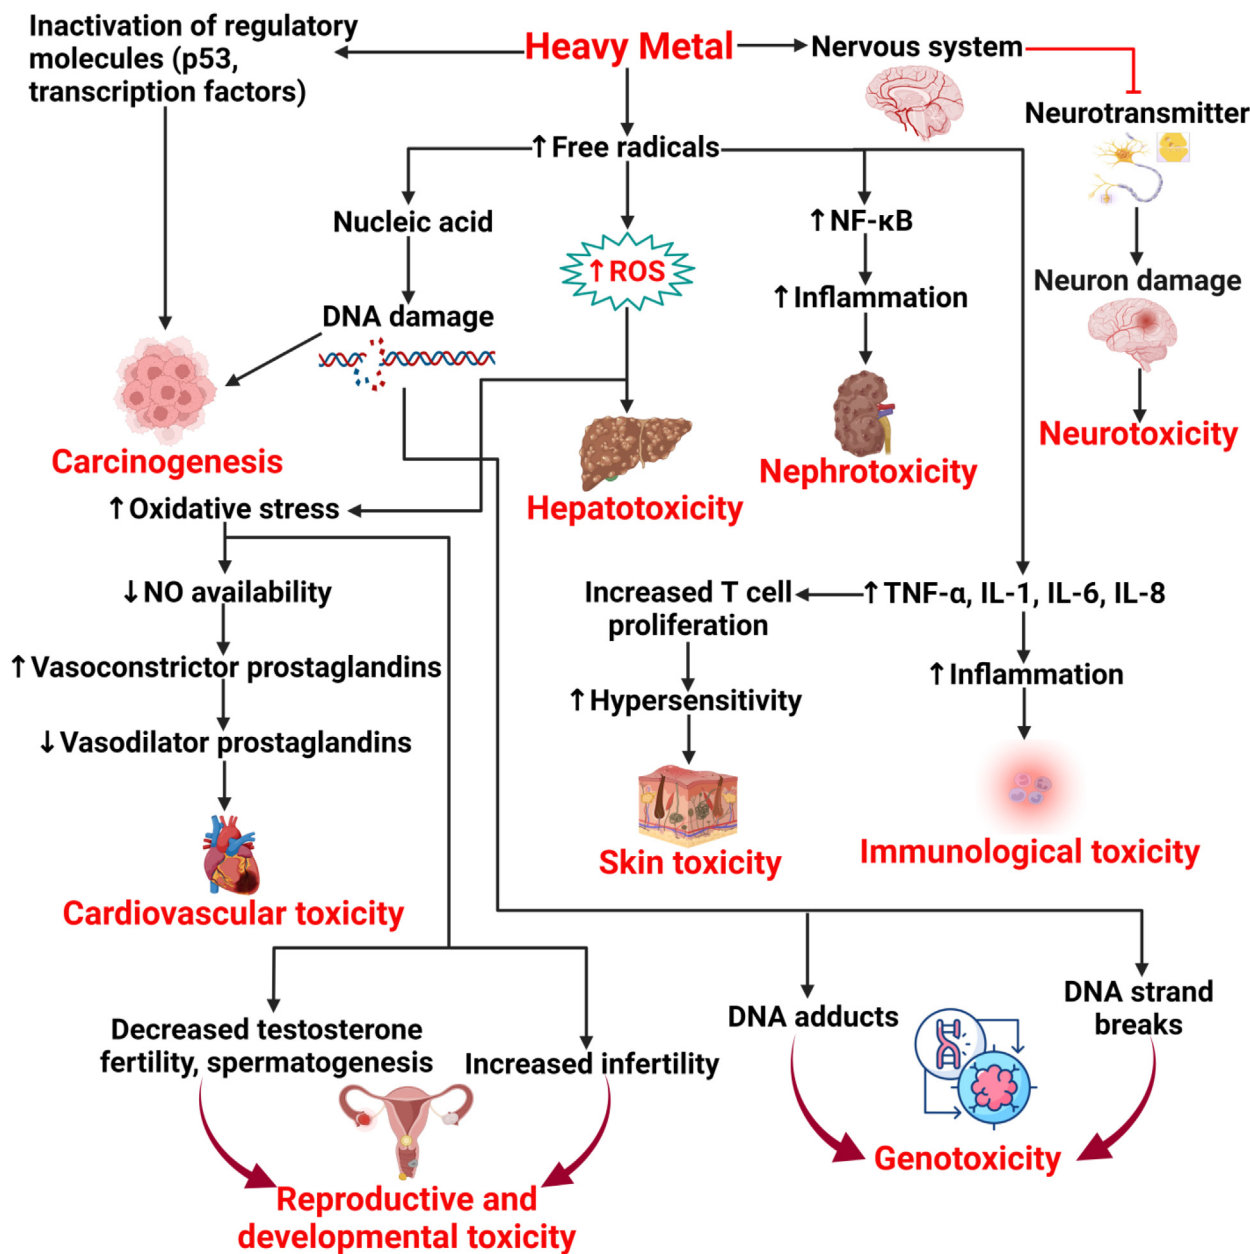 Inactivation of regulatory
molecules (p53,
transcription factors)
Heavy Metal
Nervous system
Neurotransmitter
↑Free radicals
Nucleic acid
↑ROS
↑NF-κB
Neuron damage
↑Inflammation
DNA damage
Neurotoxicity
Carcinogenesis
Nephrotoxicity
Hepatotoxicity
↑Oxidative stress
↓NO availability
Increased T cell
proliferation
↑TNF-α, IL-1, IL-6, IL-8
↑Vasoconstrictor prostaglandins
↑Inflammation
↑Hypersensitivity
↓Vasodilator prostaglandins
Skin toxicity
Immunological toxicity
Cardiovascular toxicity
Decreased testosterone
fertility, spermatogenesis
Increased infertility
DNA adducts
DNA strand
breaks
Genotoxicity
Reproductive and
developmental toxicity